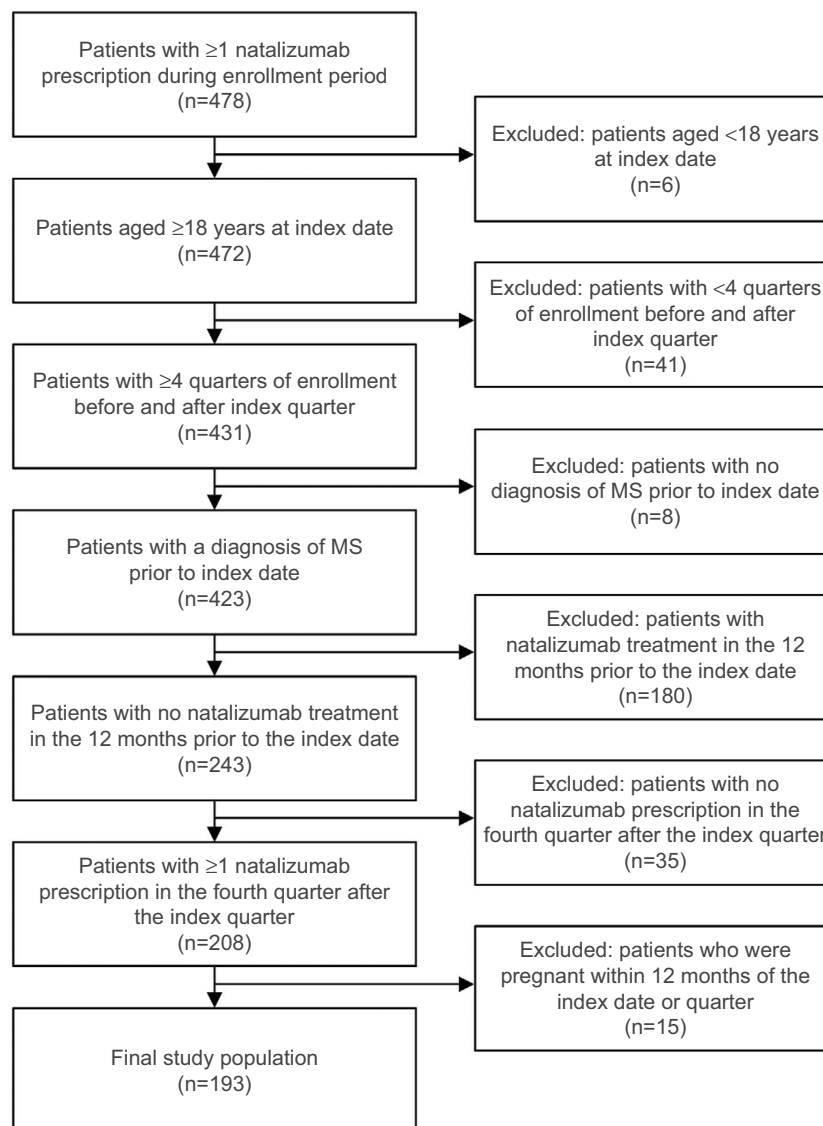 Patients with ≥1 natalizumab
prescription during enrollment period
(n=478)
Excluded: patients aged <18 years
at index date
(n=6)
Patients aged ≥18 years at index date
(n=472)
Excluded: patients with <4 quarters
of enrollment before and after
index quarter
(n=41)
Patients with ≥4 quarters of enrollment
before and after index quarter
(n=431)
Excluded: patients with no
diagnosis of MS prior to index date
(n=8)
Patients with a diagnosis of MS
prior to index date
(n=423)
Excluded: patients with
natalizumab treatment in the 12
months prior to the index date
(n=180)
Patients with no natalizumab treatment
in the 12 months prior to the index date
(n=243)
Excluded: patients with no
natalizumab prescription in the
fourth quarter after the index quarter
(n=35)
Patients with ≥1 natalizumab
prescription in the fourth quarter after
the index quarter
(n=208)
Excluded: patients who were
pregnant within 12 months of the
index date or quarter
(n=15)
Final study population
(n=193)